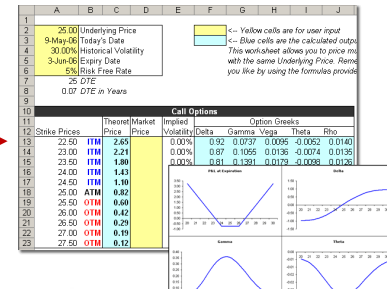 A B C D E F G H I J
1
2 25.00 Underlying Price <-- Yellow cells are for user input
3 9-May-06 Today's Date <-- Blue cells are the calculated outpu
4 30.00% Historical Volatility This worksheet allows you to price mu
5 3-Jun-06 Expiry Date with the same Underlying Price. Reme
6 5% Risk Free Rate you like by using the formulas provide
7 25 DTE
8 0.07 DTE in Years
9
10 Call Options
11 Theoret Market Implied Option Greeks
12 Strike Prices Price Price Volatility Delta Gamma Vega Theta Rho
13 22.50 ITM 2.65 0.00% 0.92 0.0737 0.0095 -0.0052 0.0140
14 23.00 ITM 2.21 0.00% 0.87 0.1055 0.0136 -0.0074 0.0135
15 23.50 ITM 1.80 0.00% 0.81 0.1391 0.0179 -0.0098 0.0126
16 24.00 ITM 1.43
17 24.50 ITM 1.10
18 25.00 ATM 0.82
19 25.50 OTM 0.60
20 26.00 OTM 0.42
21 26.50 OTM 0.29
22 27.00 OTM 0.19
23 27.50 OTM 0.12
P&L at Expiration
Delta
Gamma
Theta